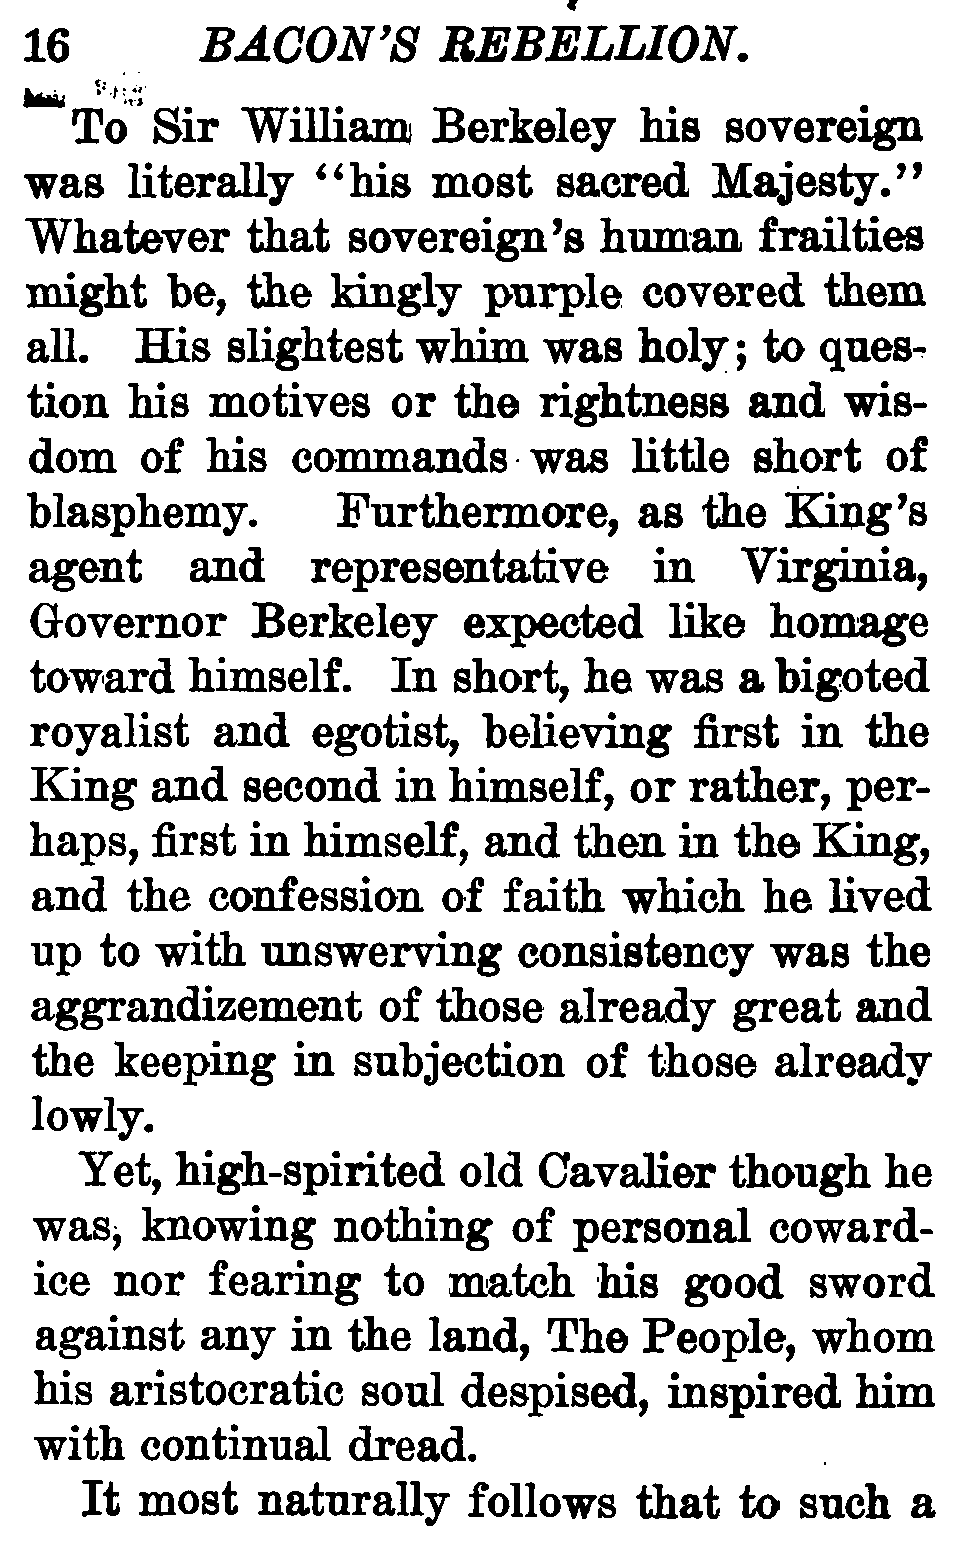 16 BACON'S REBELLION.
To Sir William Berkeley his sovereign
was literally "his most sacred Majesty."
Whatever that sovereign's human frailties
might be, the kingly purple covered them
all. His slightest whim was holy; to ques-
tion his motives or the rightness and wis-
dom of his commands was little short of
blasphemy. Furthermore, as the King's
agent and representative in Virginia,
Governor Berkeley expected like homage
toward himself. In short, he was a bigoted
royalist and egotist, believing first in the
King and second in himself, or rather, per-
haps, first in himself, and then in the King,
and the confession of faith which he lived
up to with unswerving consistency was the
aggrandizement of those already great and
the keeping in subjection of those already
lowly.
Yet, high-spirited old Cavalier though he
was, knowing nothing of personal coward-
ice nor fearing to match his good sword
against any in the land, The People, whom
his aristocratic soul despised, inspired him
with continual dread.
It most naturally follows that to such a